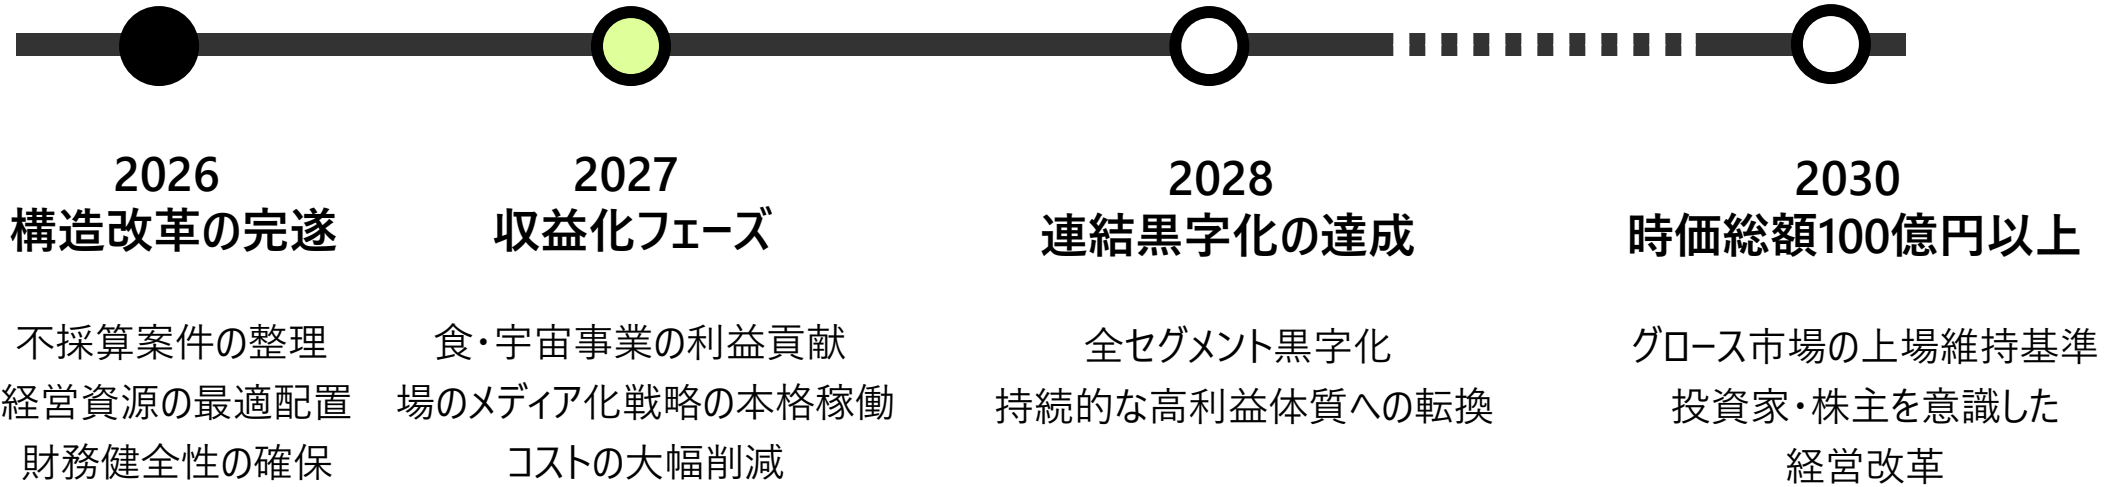 2026
構造改革の完遂
不採算案件の整理
経営資源の最適配置
財務健全性の確保
2027
収益化フェーズ
食・宇宙事業の利益貢献
場のメディア化戦略の本格稼働
コストの大幅削減
2028
連結黒字化の達成
全セグメント黒字化
持続的な高利益体質への転換
2030
時価総額100億円以上
グロース市場の上場維持基準
投資家・株主を意識した
経営改革